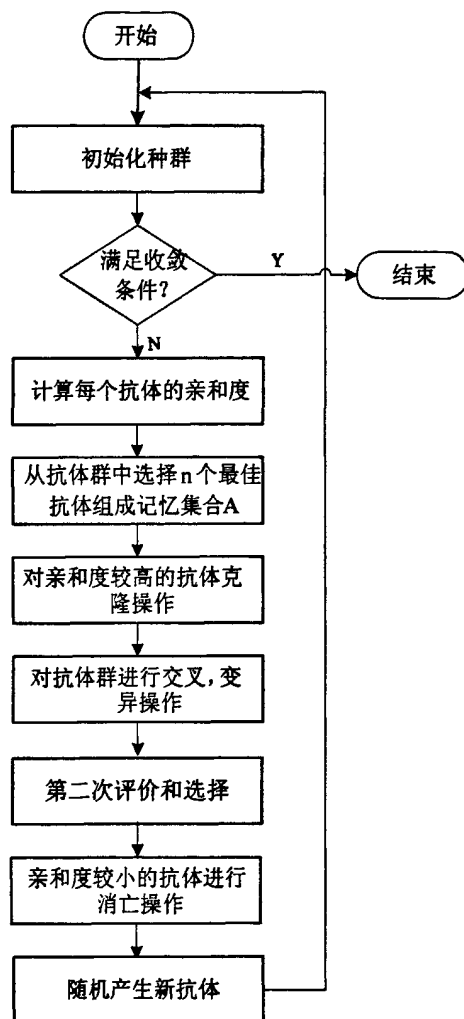 开始
初始化种群
满足收敛
条件?
Y
结束
N
计算每个抗体的亲和度
从抗体群中选择n个最佳
抗体组成记忆集合A
对亲和度较高的抗体克
隆操作
对抗体群进行交叉,变
异操作
第二次评价和选择
亲和度较小的抗体进行
消亡操作
随机产生新抗体